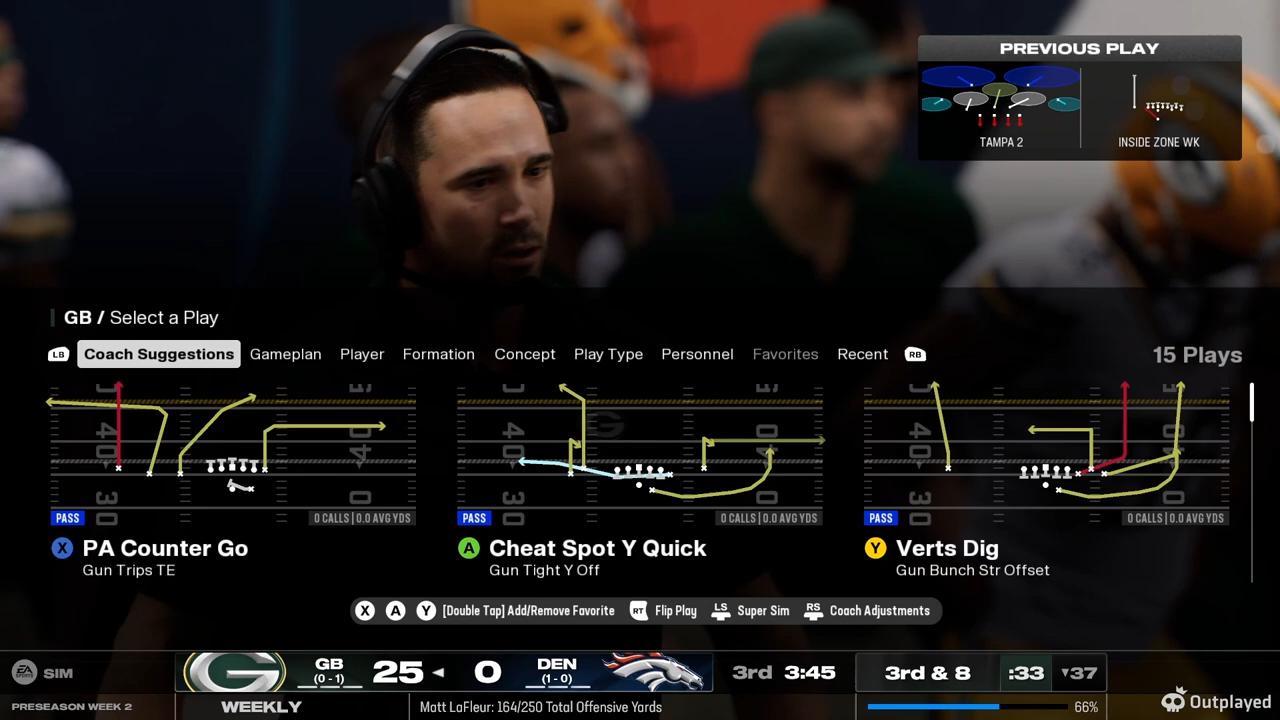 PREVIOUS PLAY
TAMPA 2
INSIDE ZONE WK
GB / Select a Play
LB Coach Suggestions Gameplan Player Formation Concept Play Type Personnel Favorites Recent RB
15 Plays
PASS 0 CALLS | 0.0 AVG YDS
X PA Counter Go
Gun Trips TE
PASS 0 CALLS | 0.0 AVG YDS
A Cheat Spot Y Quick
Gun Tight Y Off
PASS 0 CALLS | 0.0 AVG YDS
Y Verts Dig
Gun Bunch Str Offset
X A Y [Double Tap] Add/Remove Favorite RT Flip Play LS Super Sim RS Coach Adjustments
EA SPORTS SIM
GB (0 - 1) 25 ◂ 0 DEN (1 - 0) 3rd 3:45 3rd & 8 :33 ▾37
PRESEASON WEEK 2 WEEKLY Matt LaFleur: 164/250 Total Offensive Yards 66%
Outplayed